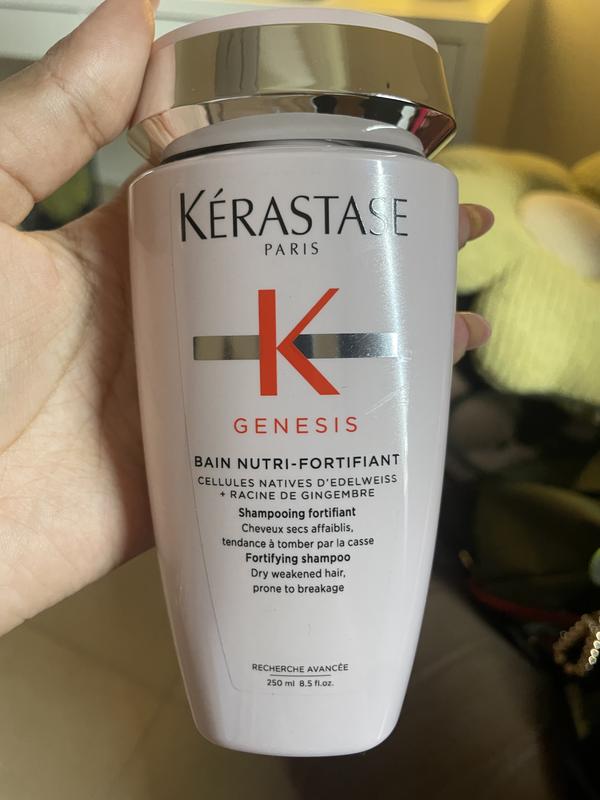 KÉRASTASE
PARIS
K
GENESIS
BAIN NUTRI-FORTIFIANT
CELLULES NATIVES D'EDELWEISS
+ RACINE DE GINGEMBRE
Shampooing fortifiant
Cheveux secs affaiblis,
tendance à tomber par la casse
Fortifying shampoo
Dry weakened hair,
prone to breakage
RECHERCHE AVANCÉE
250 ml 8.5 fl.oz.